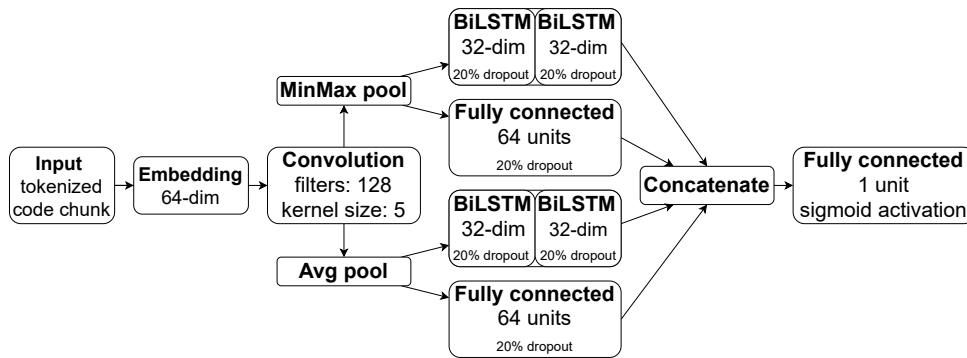 Input
tokenized
code chunk
Embedding
64-dim
Convolution
filters: 128
kernel size: 5
MinMax pool
Avg pool
BiLSTM
32-dim
20% dropout
BiLSTM
32-dim
20% dropout
Fully connected
64 units
20% dropout
BiLSTM
32-dim
20% dropout
BiLSTM
32-dim
20% dropout
Fully connected
64 units
20% dropout
Concatenate
Fully connected
1 unit
sigmoid activation